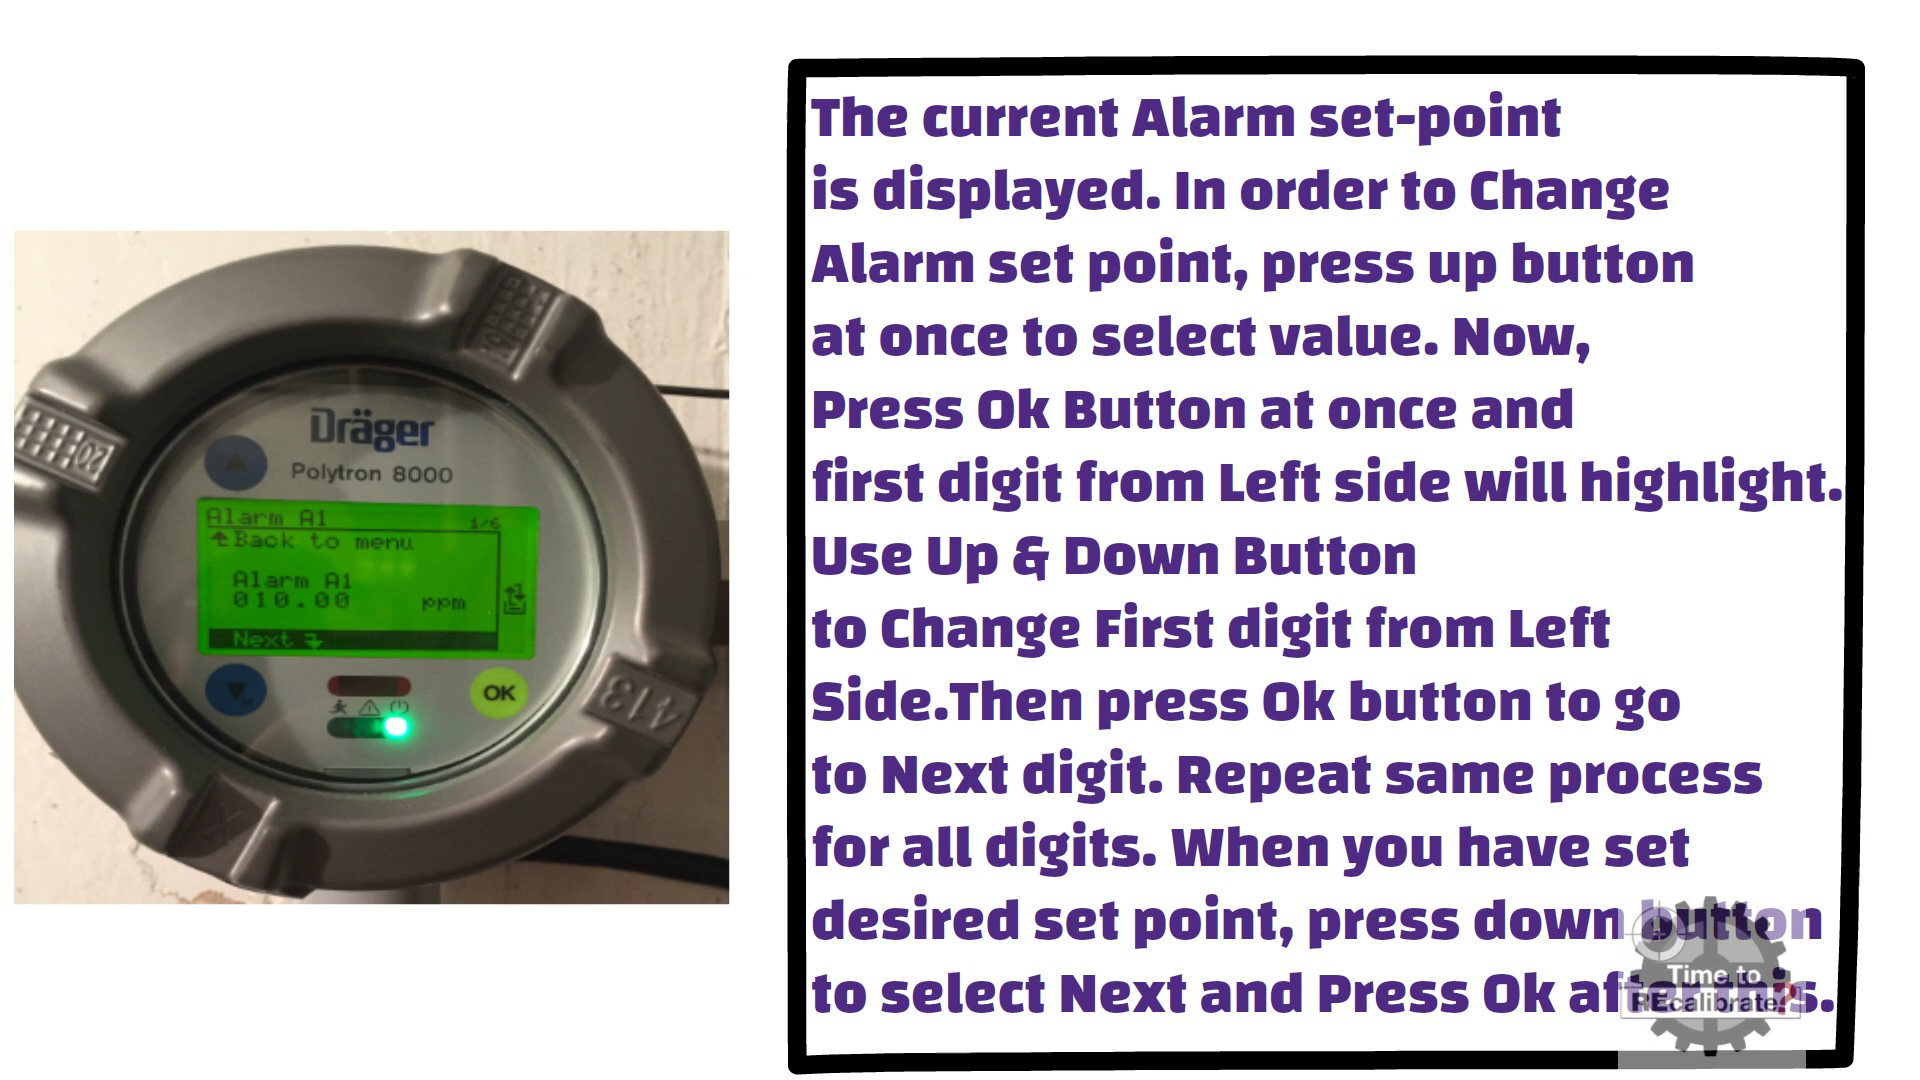 The current Alarm set-point
is displayed. In order to Change
Alarm set point, press up button
at once to select value. Now,
Press Ok Button at once and
first digit from Left side will highlight.
Use Up & Down Button
to Change First digit from Left
Side.Then press Ok button to go
to Next digit. Repeat same process
for all digits. When you have set
desired set point, press down button
to select Next and Press Ok after this.
Dräger
Polytron 8000
Alarm A1 1/6
Back to menu
Alarm A1
010.00 ppm
Next
OK
20
113
Time to
REcalibrate?